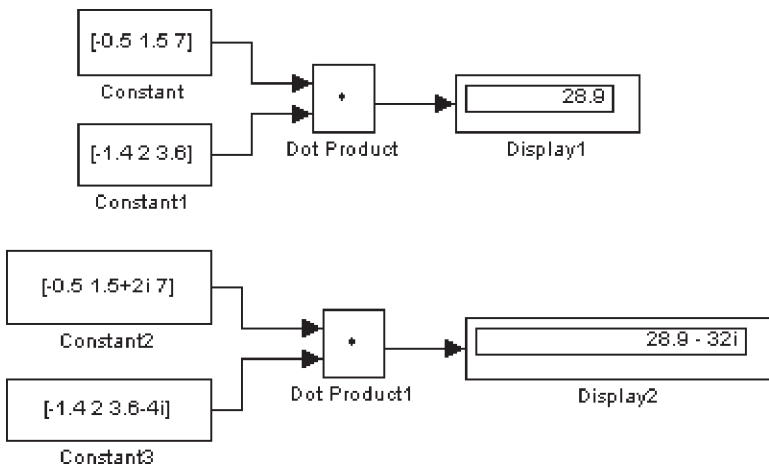 [-0.5 1.5 7]
Constant
[-1.4 2 3.6]
Constant1
Dot Product
28.9
Display1
[-0.5 1.5+2i 7]
Constant2
[-1.4 2 3.6-4i]
Constant3
Dot Product1
28.9 - 32i
Display2